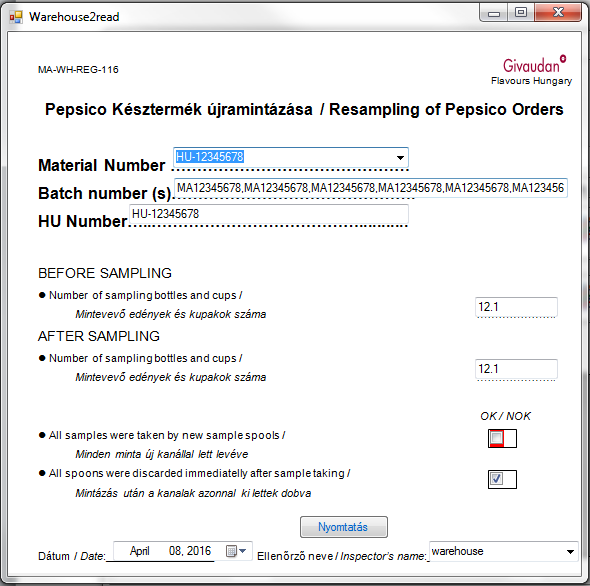 Warehouse2read
MA-WH-REG-116
Givaudan
Flavours Hungary
Pepsico Késztermék újramintázása / Resampling of Pepsico Orders
Material Number HU-12345678
Batch number (s) MA12345678,MA12345678,MA12345678,MA12345678,MA12345678,MA123456
HU Number HU-12345678
BEFORE SAMPLING
● Number of sampling bottles and cups / 12.1
Mintevevő edények és kupakok száma
AFTER SAMPLING
● Number of sampling bottles and cups / 12.1
Mintevevő edények és kupakok száma
OK / NOK
● All samples were taken by new sample spools /
Minden minta új kanállal lett levéve
● All spoons were discarded immediatelly after sample taking /
Mintázás után a kanalak azonnal ki lettek dobva
Nyomtatás
Dátum / Date: April 08, 2016 Ellenőrző neve / Inspector's name: warehouse